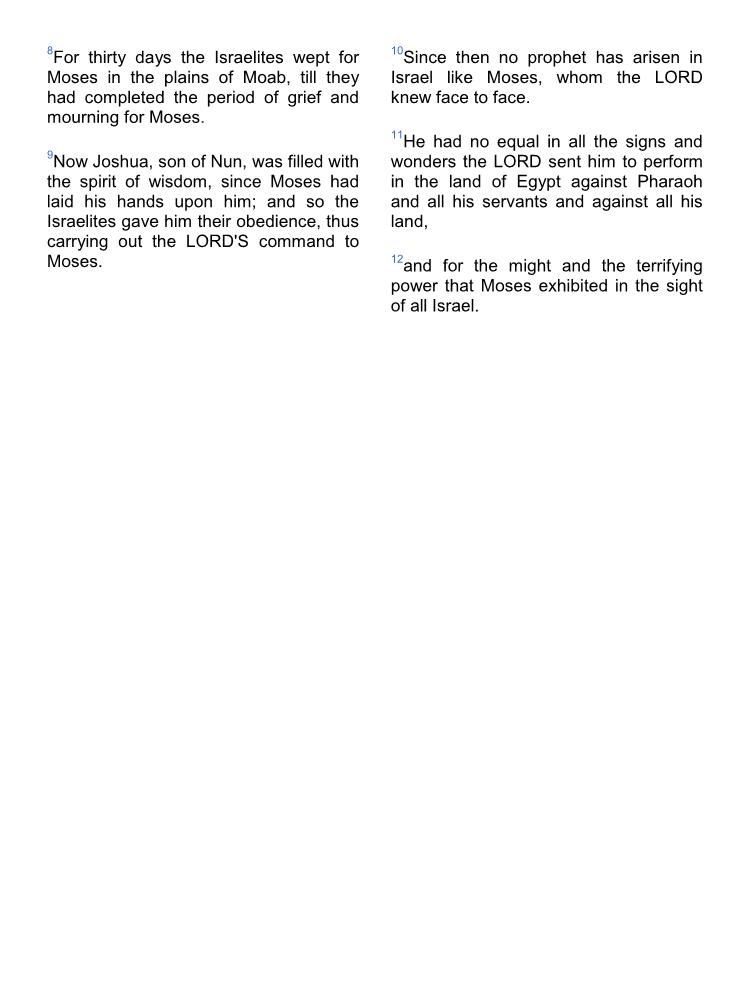 8For thirty days the Israelites wept for
Moses in the plains of Moab, till they
had completed the period of grief and
mourning for Moses.
9Now Joshua, son of Nun, was filled with
the spirit of wisdom, since Moses had
laid his hands upon him; and so the
Israelites gave him their obedience, thus
carrying out the LORD'S command to
Moses.
10Since then no prophet has arisen in
Israel like Moses, whom the LORD
knew face to face.
11He had no equal in all the signs and
wonders the LORD sent him to perform
in the land of Egypt against Pharaoh
and all his servants and against all his
land,
12and for the might and the terrifying
power that Moses exhibited in the sight
of all Israel.